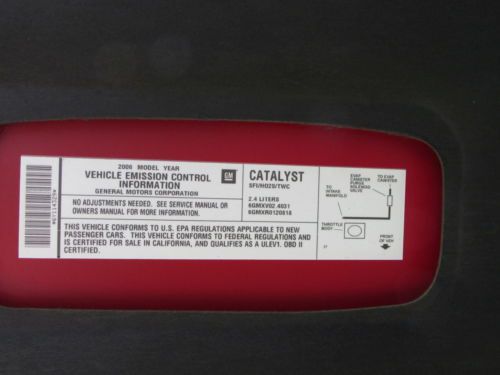 2006 MODEL YEAR
VEHICLE EMISSION CONTROL
INFORMATION
GENERAL MOTORS CORPORATION
GM
NO ADJUSTMENTS NEEDED. SEE SERVICE MANUAL OR
OWNERS MANUAL FOR MORE INFORMATION.
CATALYST
SFI/HO2S/TWC
2.4 LITERS
6GMXV02.4031
6GMXR0120818
THIS VEHICLE CONFORMS TO U.S. EPA REGULATIONS APPLICABLE TO NEW
PASSENGER CARS. THIS VEHICLE CONFORMS TO FEDERAL REGULATIONS AND
IS CERTIFIED FOR SALE IN CALIFORNIA, AND QUALIFIES AS A ULEV1. OBD II
CERTIFIED.
TO
INTAKE
MANIFOLD
EVAP
CANISTER
PURGE
SOLENOID
VALVE
TO EVAP
CANISTER
THROTTLE
BODY
FRONT
OF VEH